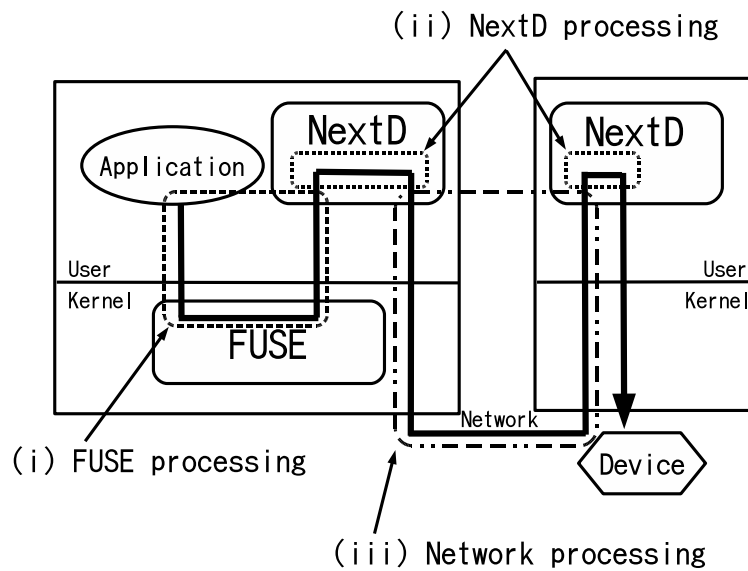 (ii) NextD processing
NextD
NextD
Application
User
Kernel
User
Kernel
FUSE
Network
(i) FUSE processing
Device
(iii) Network processing